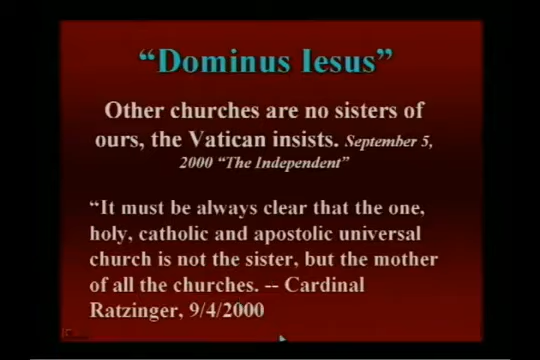 “Dominus Iesus”
Other churches are no sisters of
ours, the Vatican insists. September 5,
2000 “The Independent”
“It must be always clear that the one,
holy, catholic and apostolic universal
church is not the sister, but the mother
of all the churches. -- Cardinal
Ratzinger, 9/4/2000